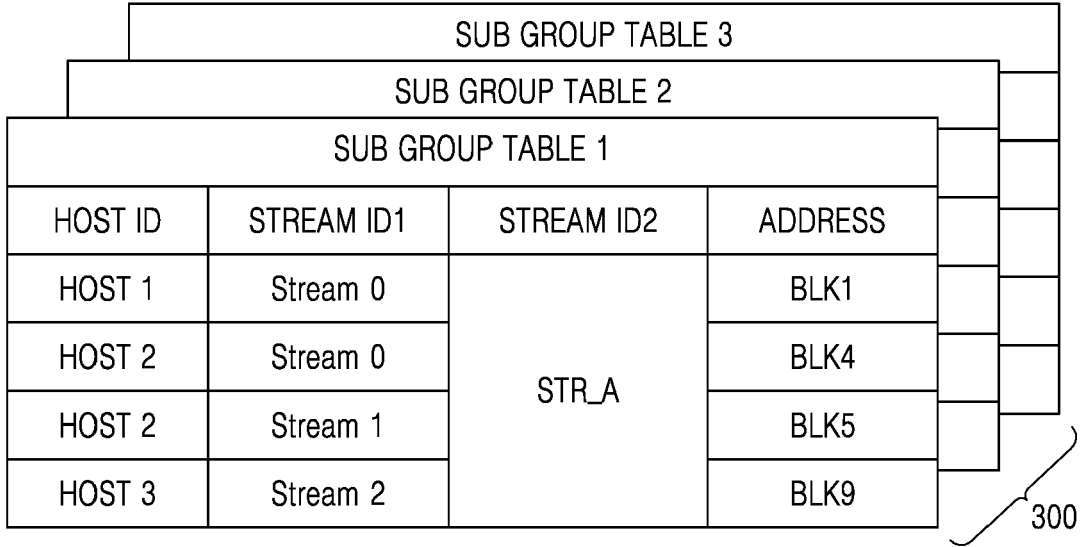 SUB GROUP TABLE 3
SUB GROUP TABLE 2
SUB GROUP TABLE 1
HOST ID STREAM ID1 STREAM ID2 ADDRESS
HOST 1 Stream 0 BLK1
HOST 2 Stream 0 BLK4
STR_A
HOST 2 Stream 1 BLK5
HOST 3 Stream 2 BLK9
300